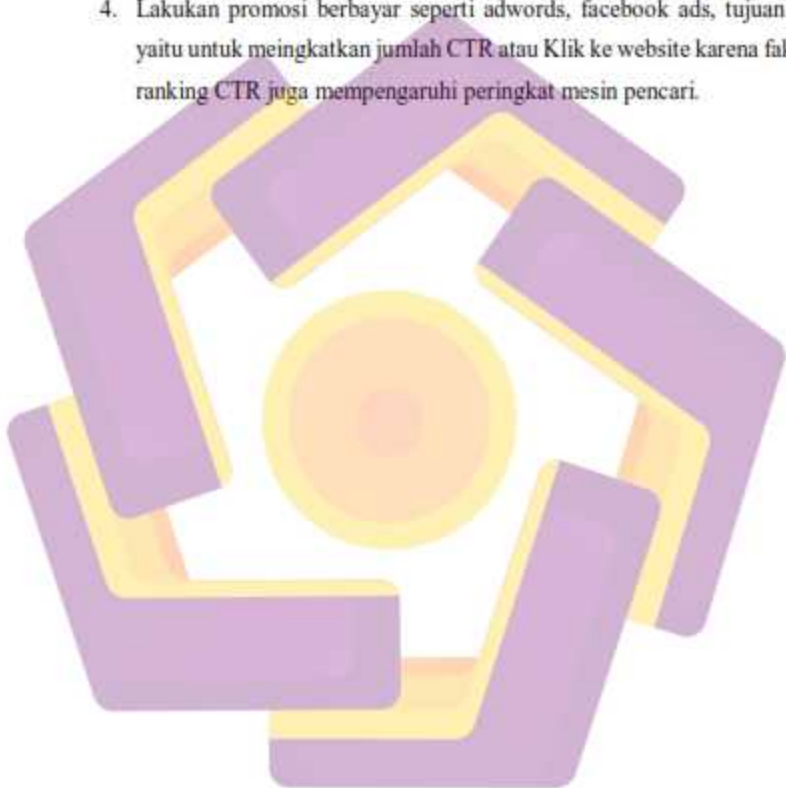 4. Lakukan promosi berbayar seperti adwords, facebook ads, tujuan
yaitu untuk meingkatkan jumlah CTR atau Klik ke website karena
ranking CTR juga mempengaruhi peringkat mesin pencari.